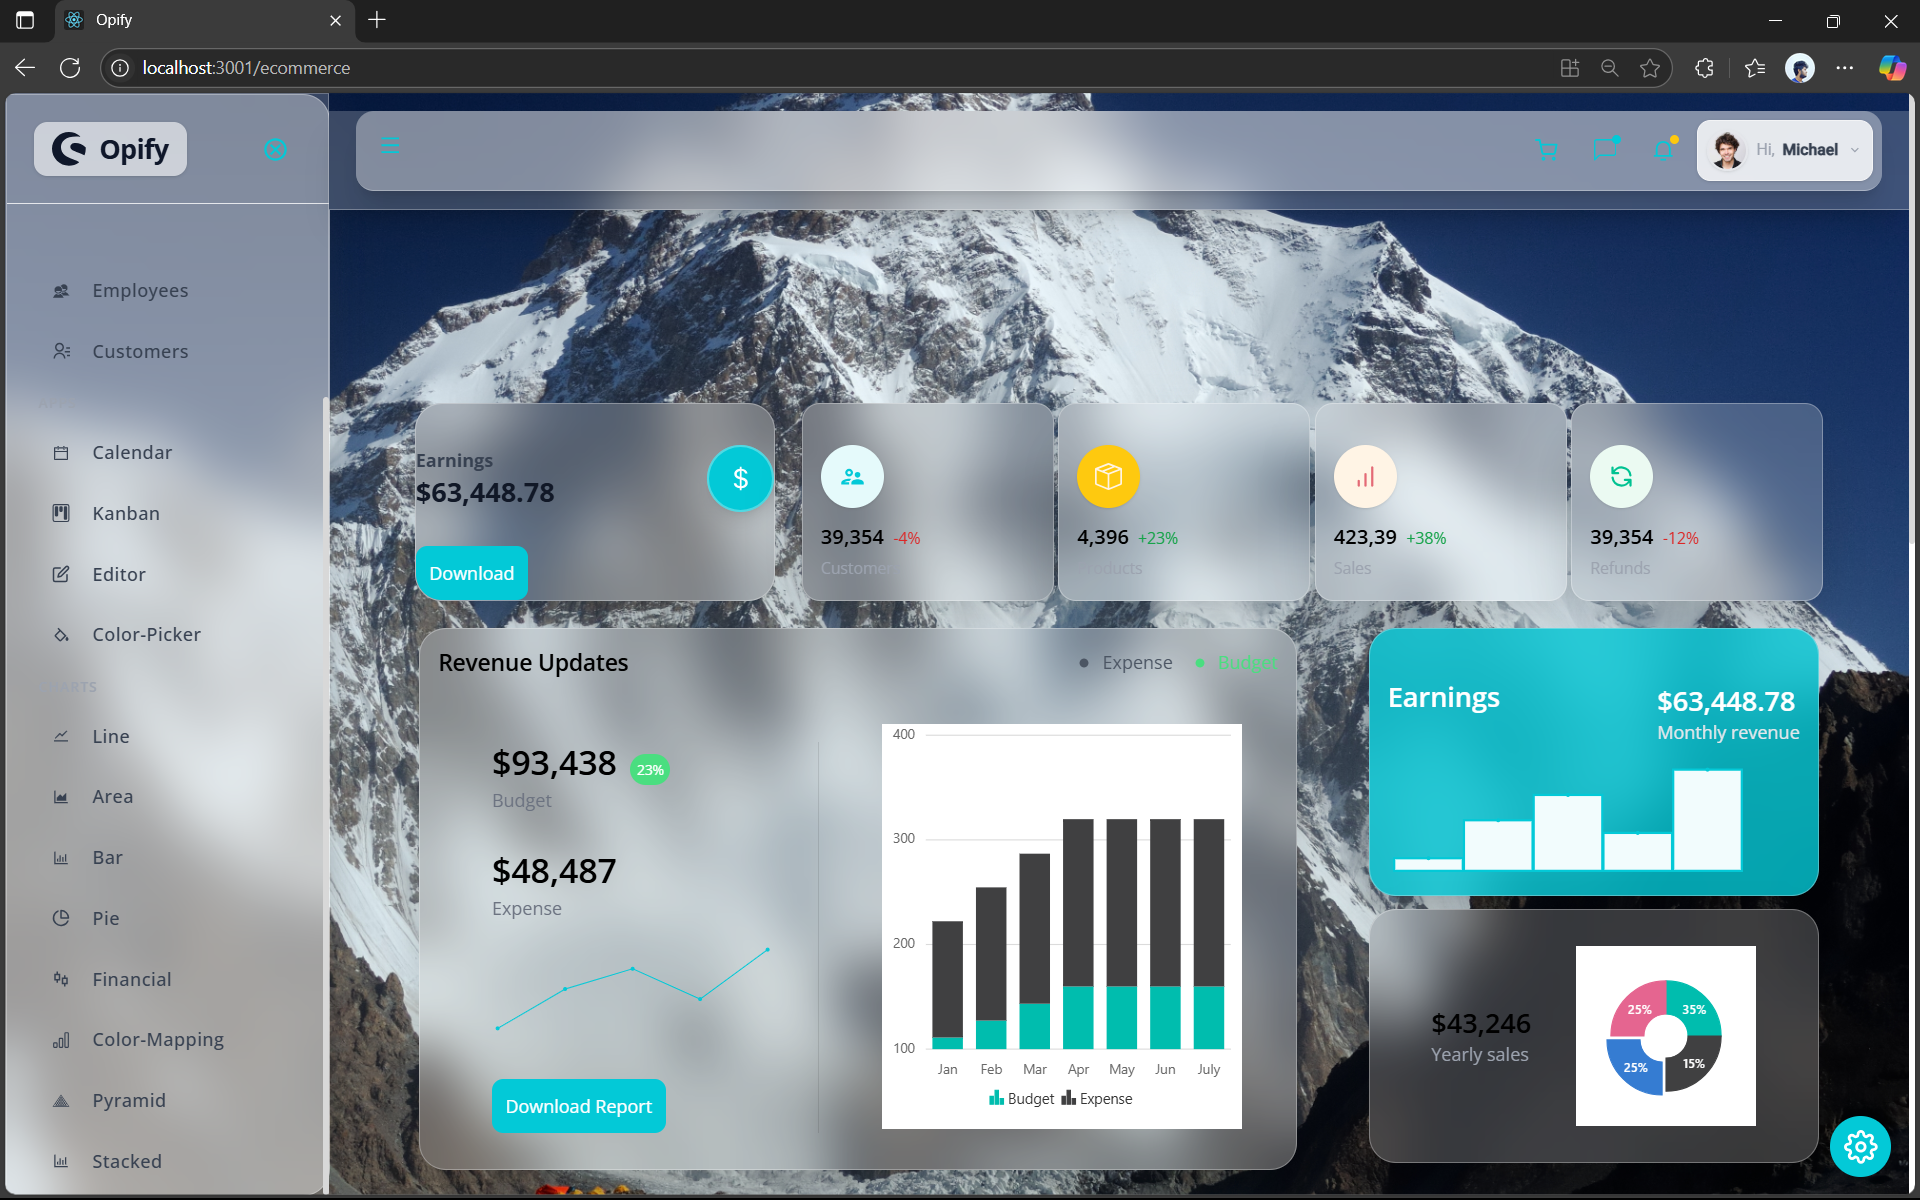 Opify
localhost:3001/ecommerce
Opify
Hi, Michael
Employees
Customers
Calendar
Kanban
Editor
Color-Picker
Line
Area
Bar
Pie
Financial
Color-Mapping
Pyramid
Stacked
Earnings
$63,448.78
$
Download
39,354 -4%
Customer
4,396 +23%
423,39 +38%
Sales
39,354 -12%
Refunds
Revenue Updates
Expense
Budget
$93,438 23%
Budget
$48,487
Expense
Download Report
400
300
200
100
Jan Feb Mar Apr May Jun July
Budget Expense
Earnings
$63,448.78
Monthly revenue
$43,246
Yearly sales
25% 35%
25% 15%